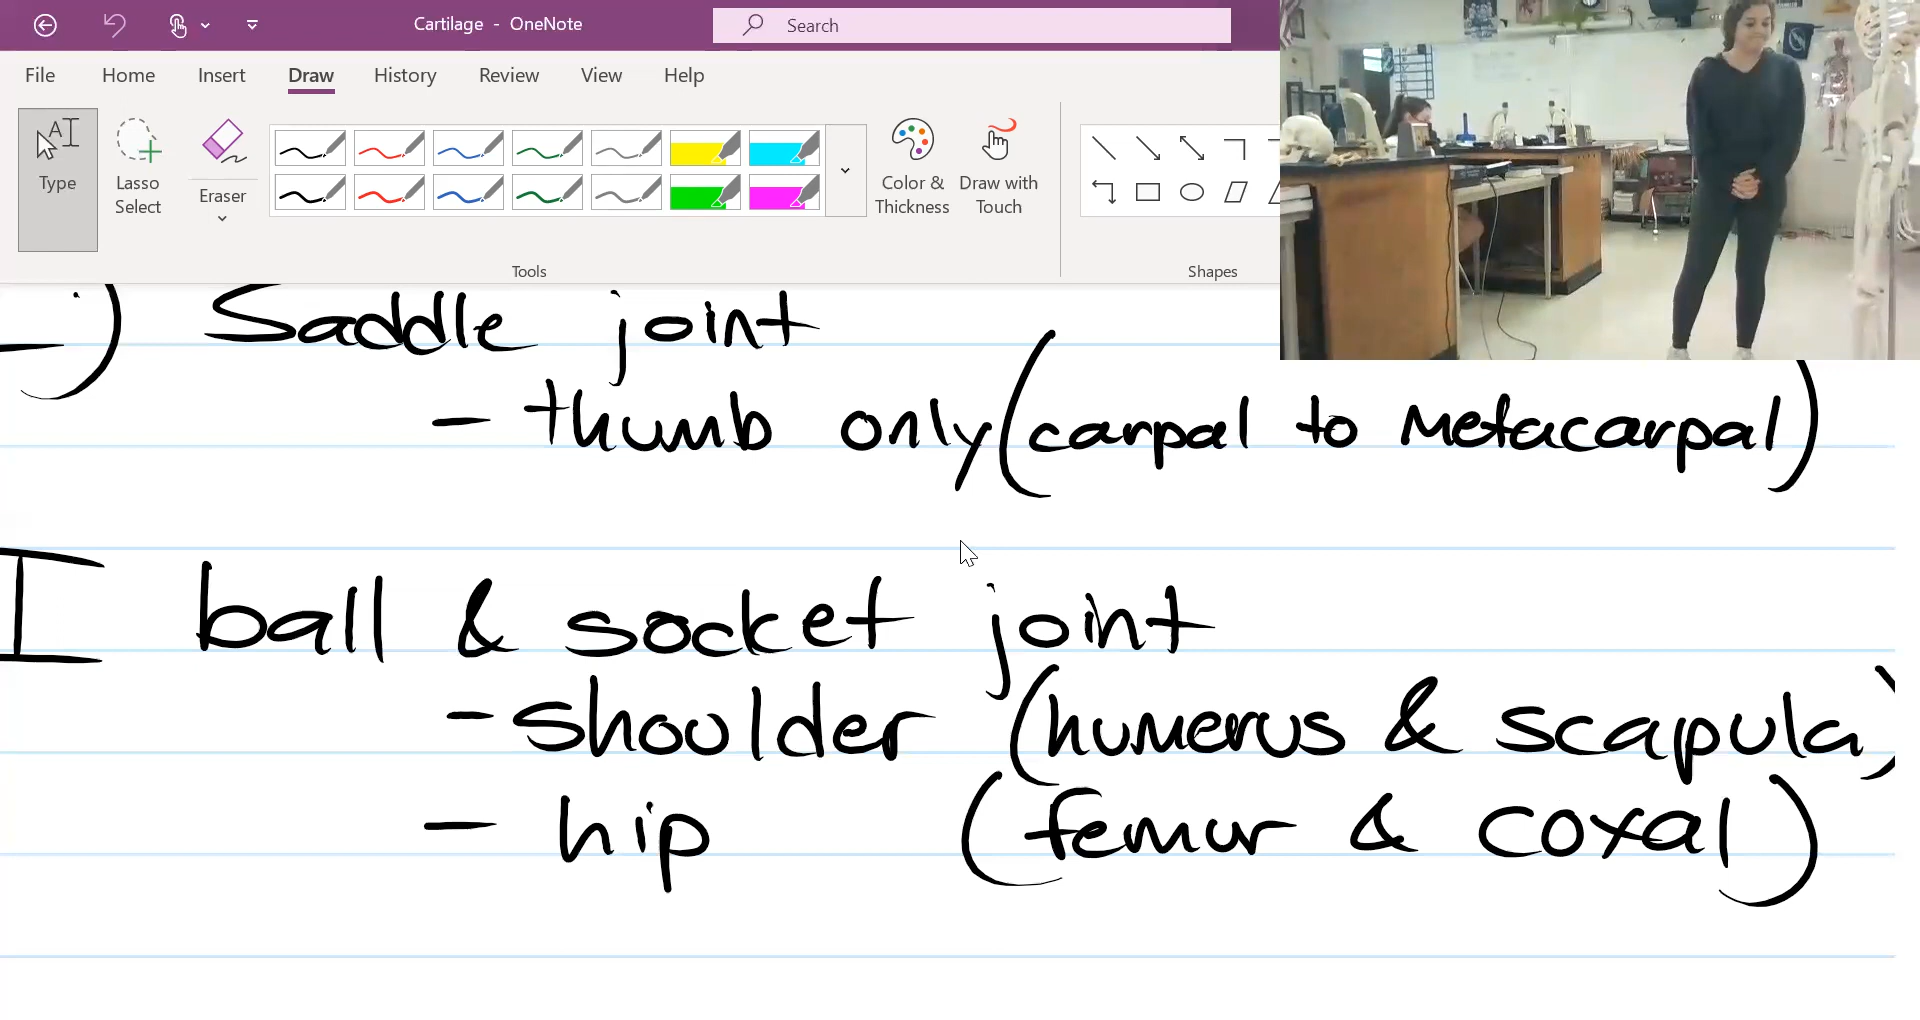 Cartilage - OneNote
Search
File Home Insert Draw History Review View Help
Type
Lasso Select
Eraser
Color & Thickness
Draw with Touch
Tools
Shapes
) Saddle joint
- thumb only (carpal to Metacarpal)
I ball & socket joint
- shoulder (humerus & scapula)
- hip (femur & coxal)